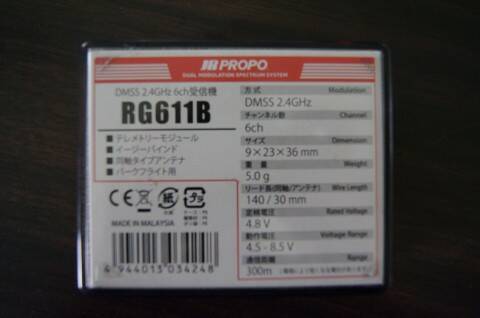 JR PROPO
DUAL MODULATION SPECTRUM SYSTEM
DMSS 2.4GHz 6ch受信機
RG611B
■テレメトリーモジュール
■イージーバインド
■同軸タイプアンテナ
■パークフライト用
CE
紙
プラ
MADE IN MALAYSIA
4 944013 034248
方式 Modulation
DMSS 2.4GHz
チャンネル数 Channel
6ch
サイズ Dimension
9×23×36 mm
重量 Weight
5.0 g
リード長(同軸/アンテナ) Wire Length
140 / 30 mm
定格電圧 Rated Voltage
4.8 V
動作電圧 Voltage Range
4.5 - 8.5 V
通信距離 Range
300m